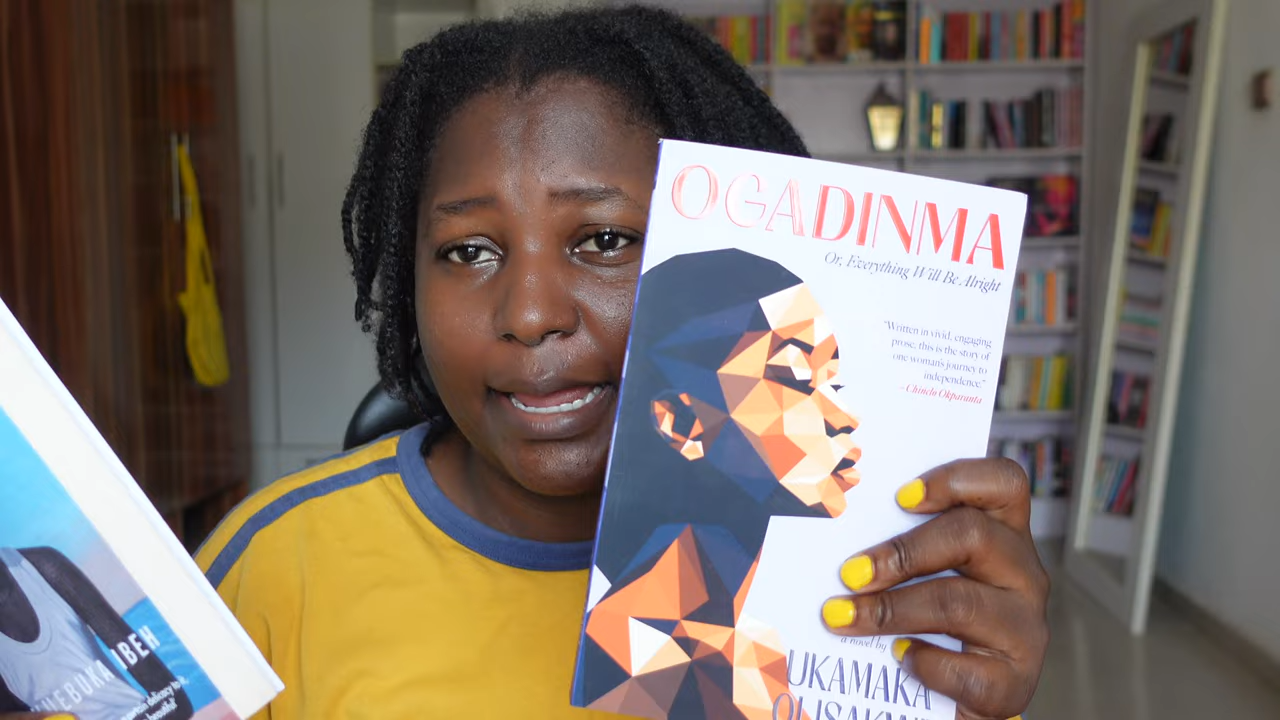 OGADINMA
Or, Everything Will Be Alright
"Written in vivid, engaging
prose, this is the story of
one woman's journey to
independence."
- Chinelo Okparanta
a novel by
UKAMAKA
IBEH